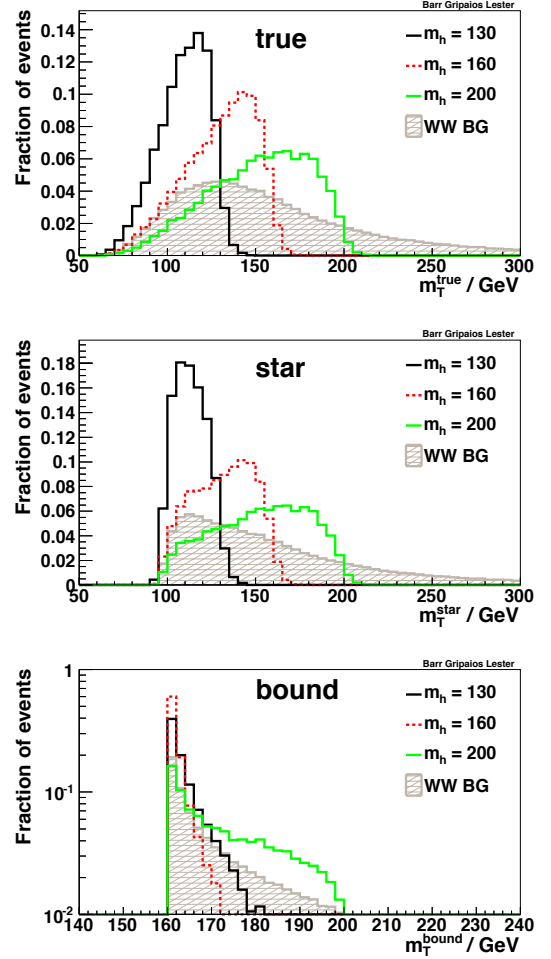 Barr Gripaios Lester
true
m_h = 130
m_h = 160
m_h = 200
WW BG
Fraction of events
0.14
0.12
0.1
0.08
0.06
0.04
0.02
0
50 100 150 200 250 300
m_T^true / GeV
Barr Gripaios Lester
star
m_h = 130
m_h = 160
m_h = 200
WW BG
Fraction of events
0.18
0.16
0.14
0.12
0.1
0.08
0.06
0.04
0.02
0
50 100 150 200 250 300
m_T^star / GeV
Barr Gripaios Lester
bound
m_h = 130
m_h = 160
m_h = 200
WW BG
Fraction of events
1
10^-1
10^-2
140 140 150 160 170 180 190 200 210 220 230 240
m_T^bound / GeV